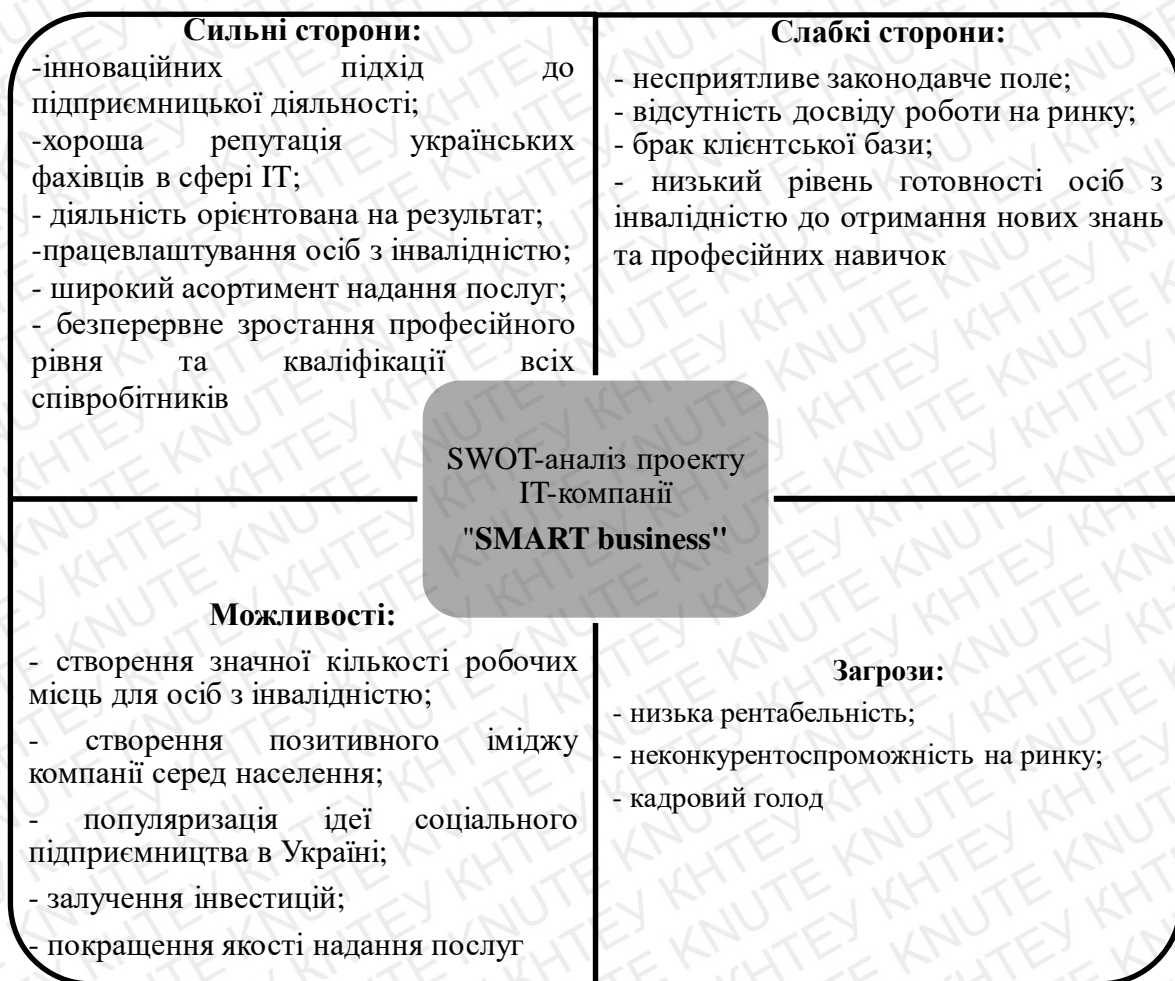 Сильні сторони:
-інноваційних підхід до
підприємницької діяльності;
-хороша репутація українських
фахівців в сфері ІТ;
- діяльність орієнтована на результат;
-працевлаштування осіб з інвалідністю;
- широкий асортимент надання послуг;
- безперервне зростання професійного
рівня та кваліфікації всіх
співробітників
Слабкі сторони:
- несприятливе законодавче поле;
- відсутність досвіду роботи на ринку;
- брак клієнтської бази;
- низький рівень готовності осіб з
інвалідністю до отримання нових знань
та професійних навичок
SWOT-аналіз проекту
ІТ-компанії
"SMART business"
Можливості:
- створення значної кількості робочих
місць для осіб з інвалідністю;
- створення позитивного іміджу
компанії серед населення;
- популяризація ідеї соціального
підприємництва в Україні;
- залучення інвестицій;
- покращення якості надання послуг
Загрози:
- низька рентабельність;
- неконкурентоспроможність на ринку;
- кадровий голод